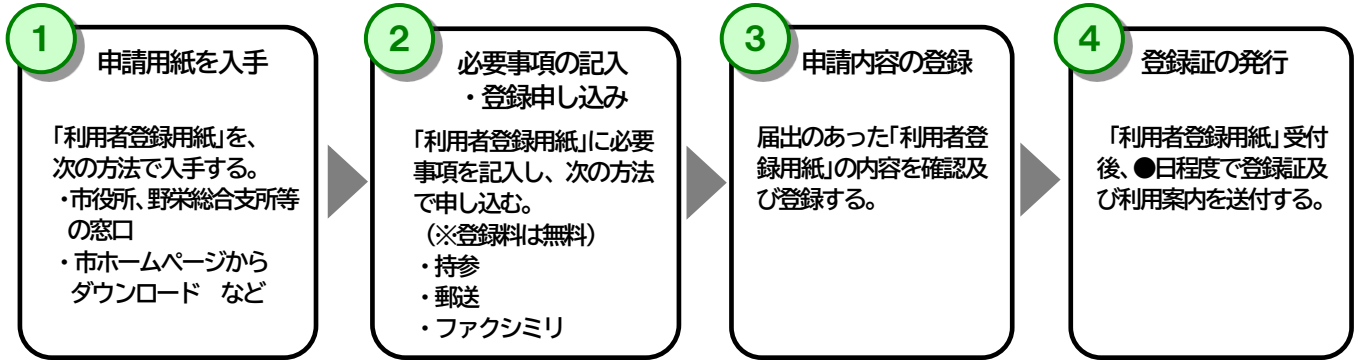 1
申請用紙を入手
「利用者登録用紙」を、
次の方法で入手する。
・市役所、野栄総合支所等
の窓口
・市ホームページから
ダウンロード　など
2
必要事項の記入
・登録申し込み
「利用者登録用紙」に必要
事項を記入し、次の方法
で申し込む。
（※登録料は無料）
・持参
・郵送
・ファクシミリ
3
申請内容の登録
届出のあった「利用者登
録用紙」の内容を確認及
び登録する。
4
登録証の発行
「利用者登録用紙」受付
後、●日程度で登録証及
び利用案内を送付する。